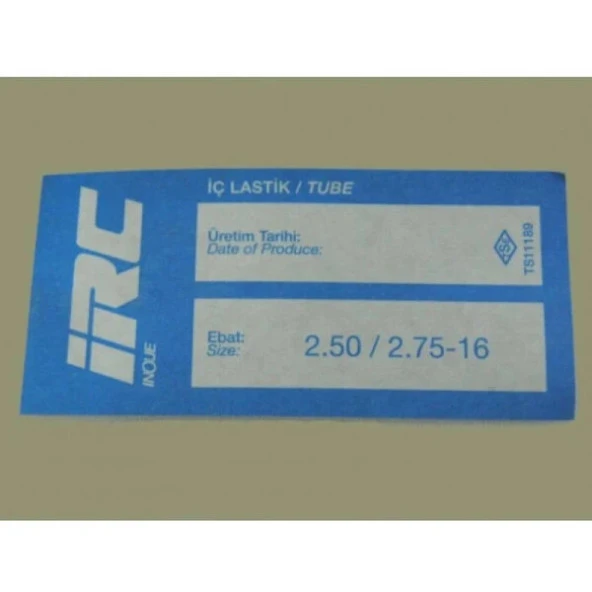 İÇ LASTİK / TUBE
Üretim Tarihi:
Date of Produce:
Ebat:
Size:
2.50 / 2.75-16
IRC
INOUE
TS11189